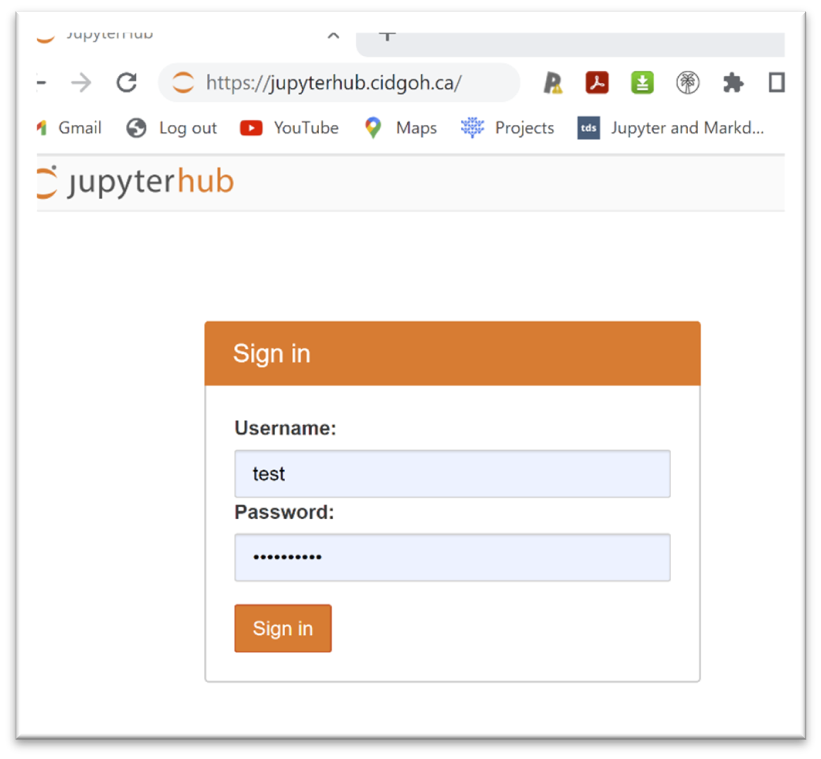 JupyterHub
https://jupyterhub.cidgoh.ca/
Gmail Log out YouTube Maps Projects tds Jupyter and Markd...
jupyterhub
Sign in
Username:
test
Password:
••••••••••
Sign in